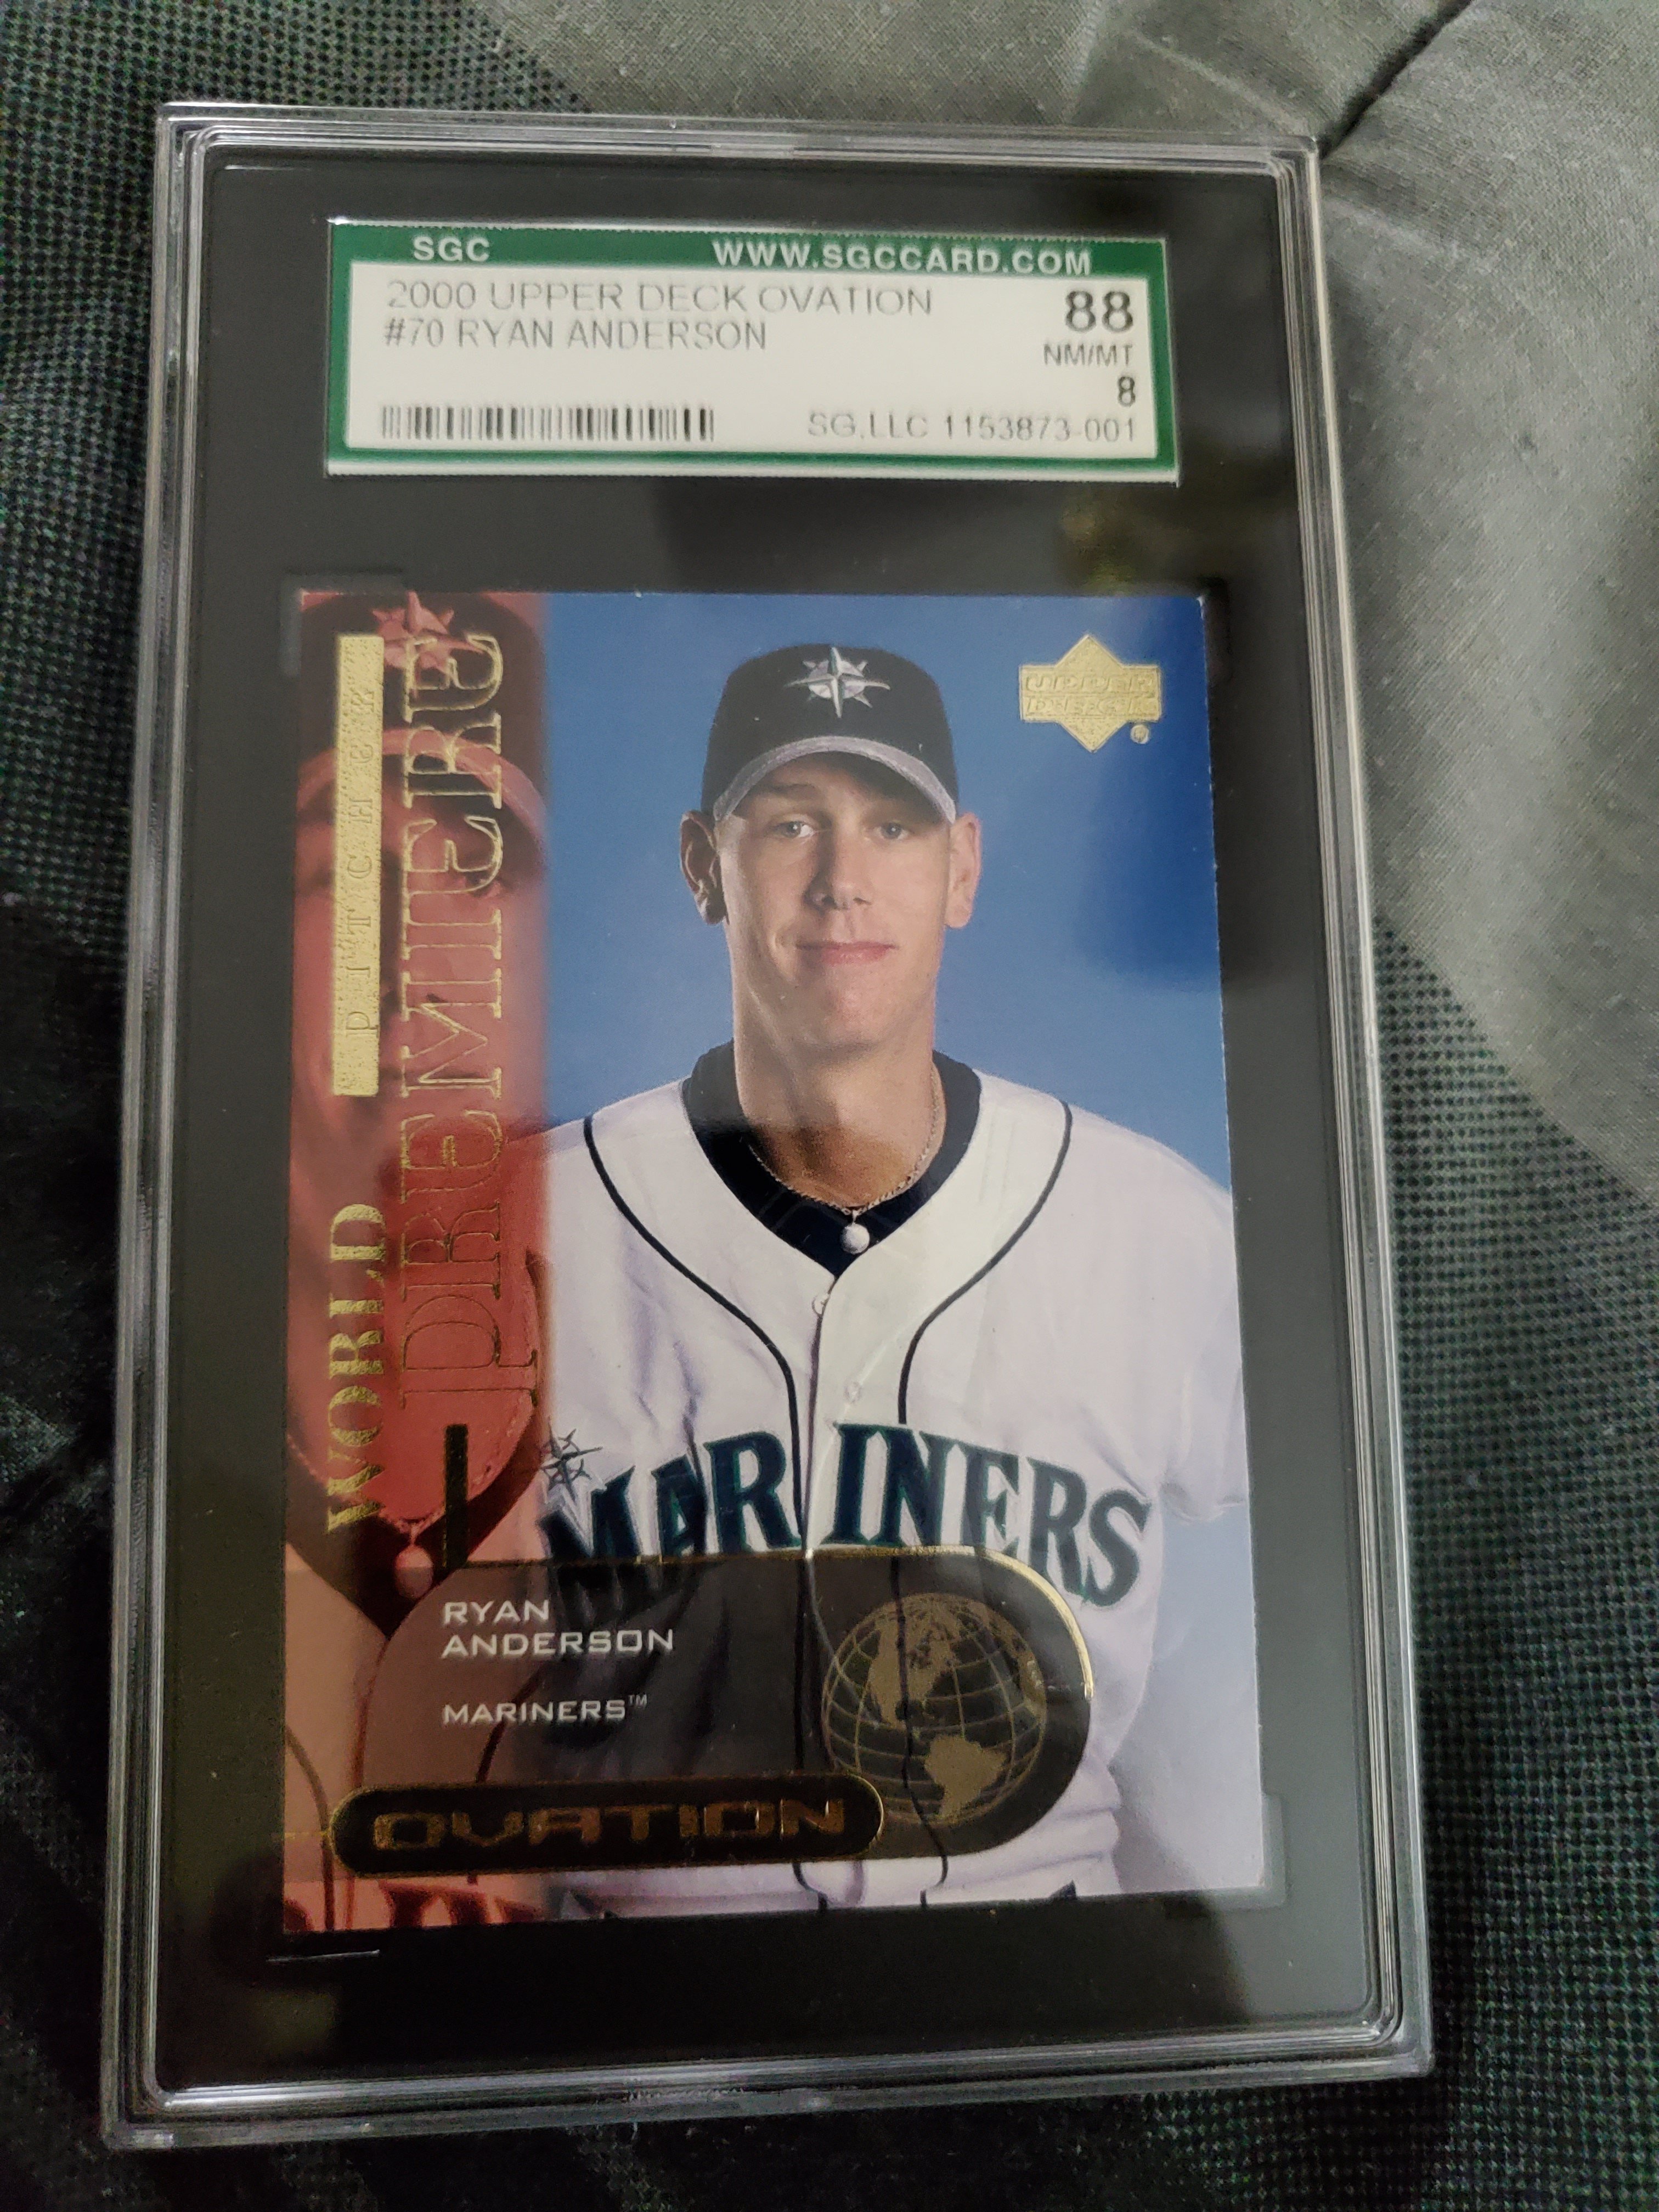 SGC WWW.SGCCARD.COM
2000 UPPER DECK OVATION 88
#70 RYAN ANDERSON NM/MT
8
SG,LLC 1153873-001
UPPER
DECK
®
PITCHER
WORLD PREMIERE
MARINERS
RYAN
ANDERSON
MARINERS™
OVATION